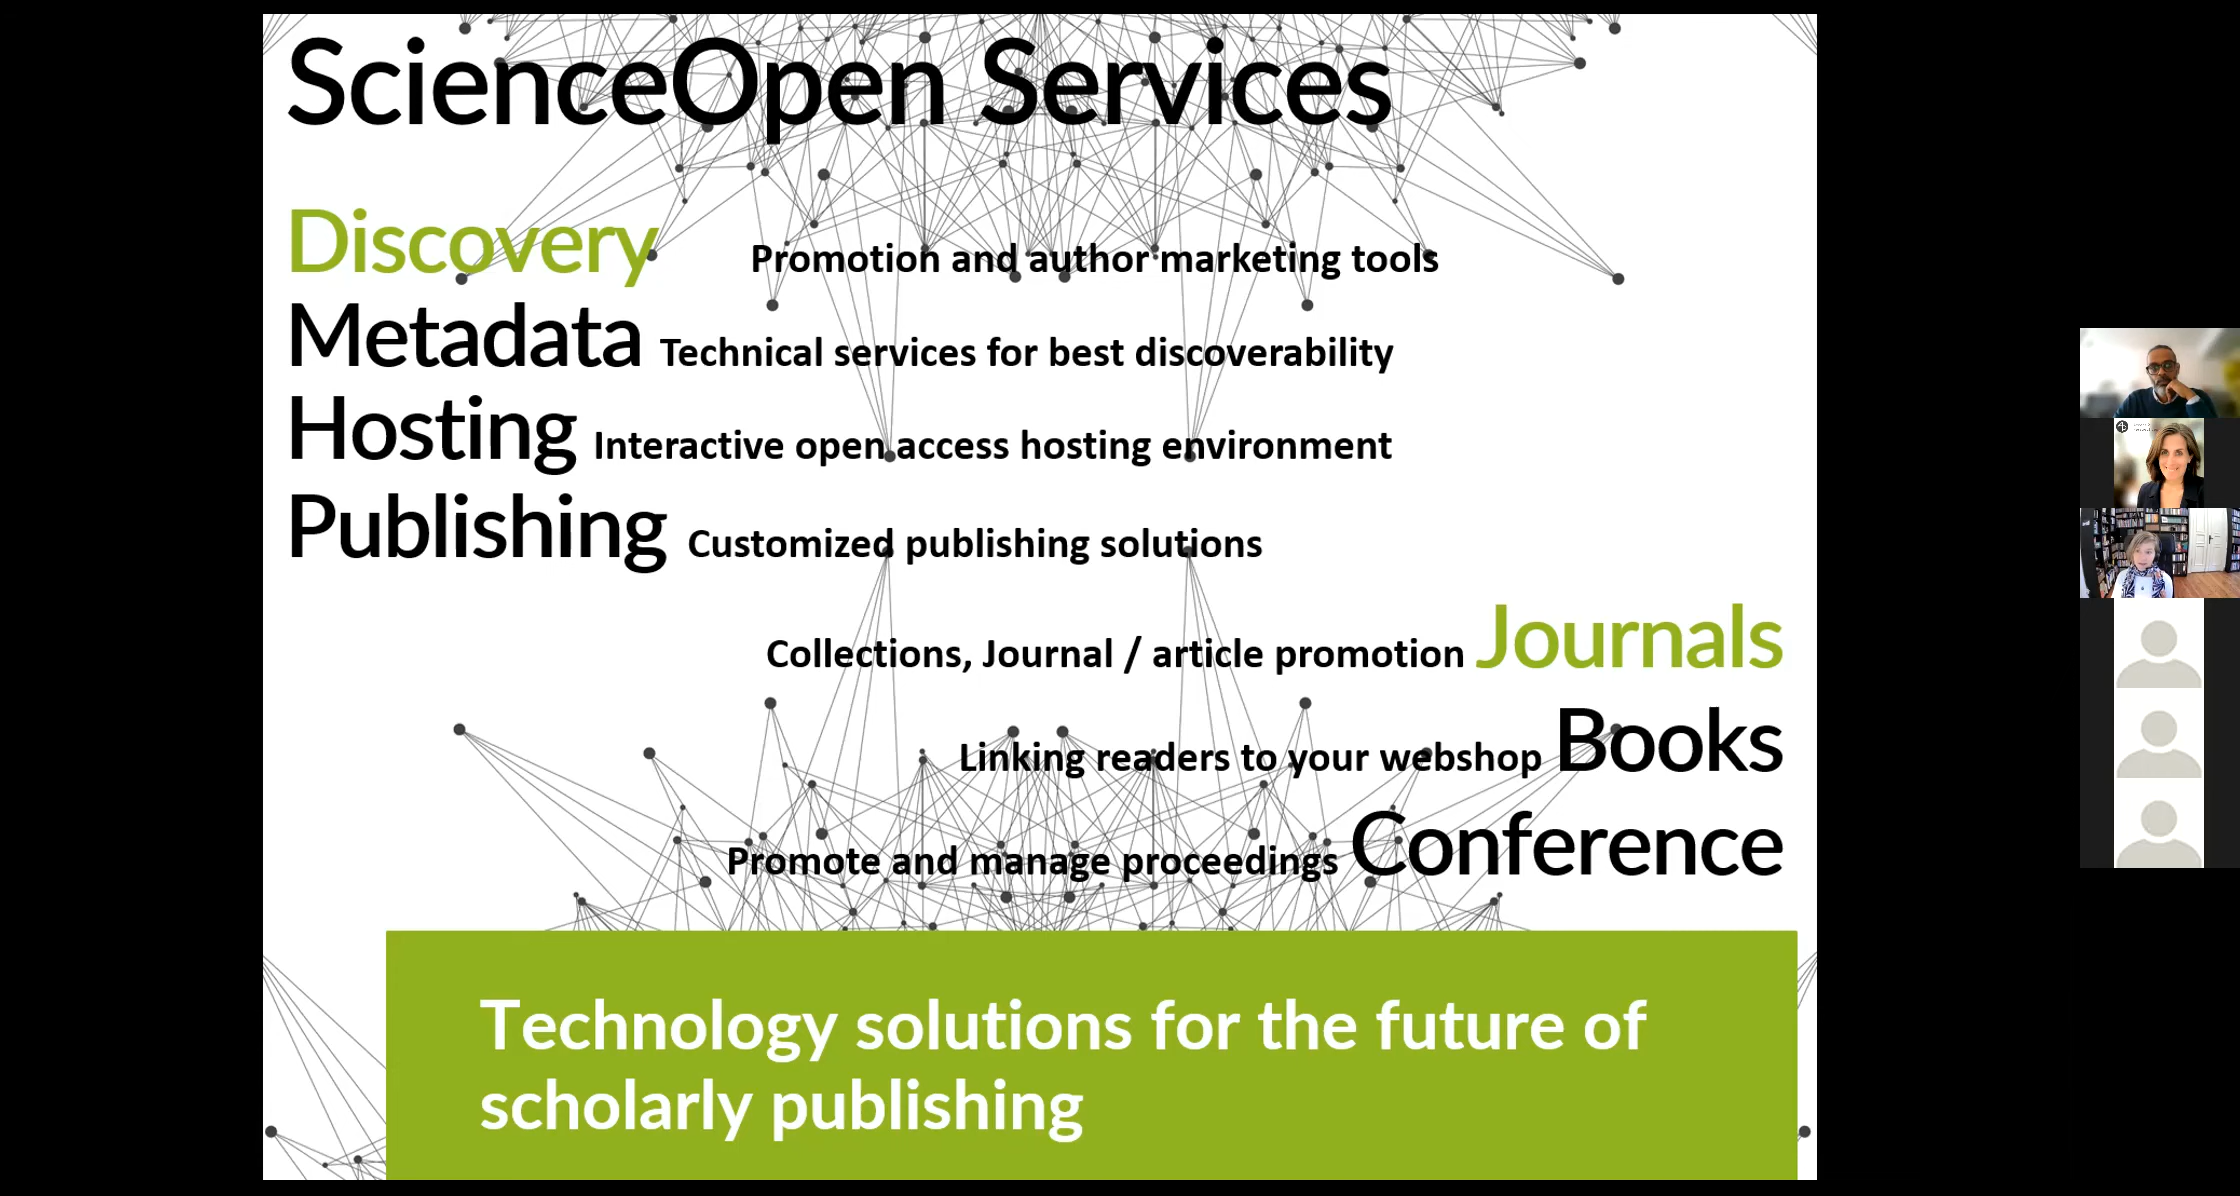 ScienceOpen Services
Discovery Promotion and author marketing tools
Metadata Technical services for best discoverability
Hosting Interactive open access hosting environment
Publishing Customized publishing solutions
Collections, Journal / article promotion Journals
Linking readers to your webshop Books
Promote and manage proceedings Conference
Technology solutions for the future of
scholarly publishing